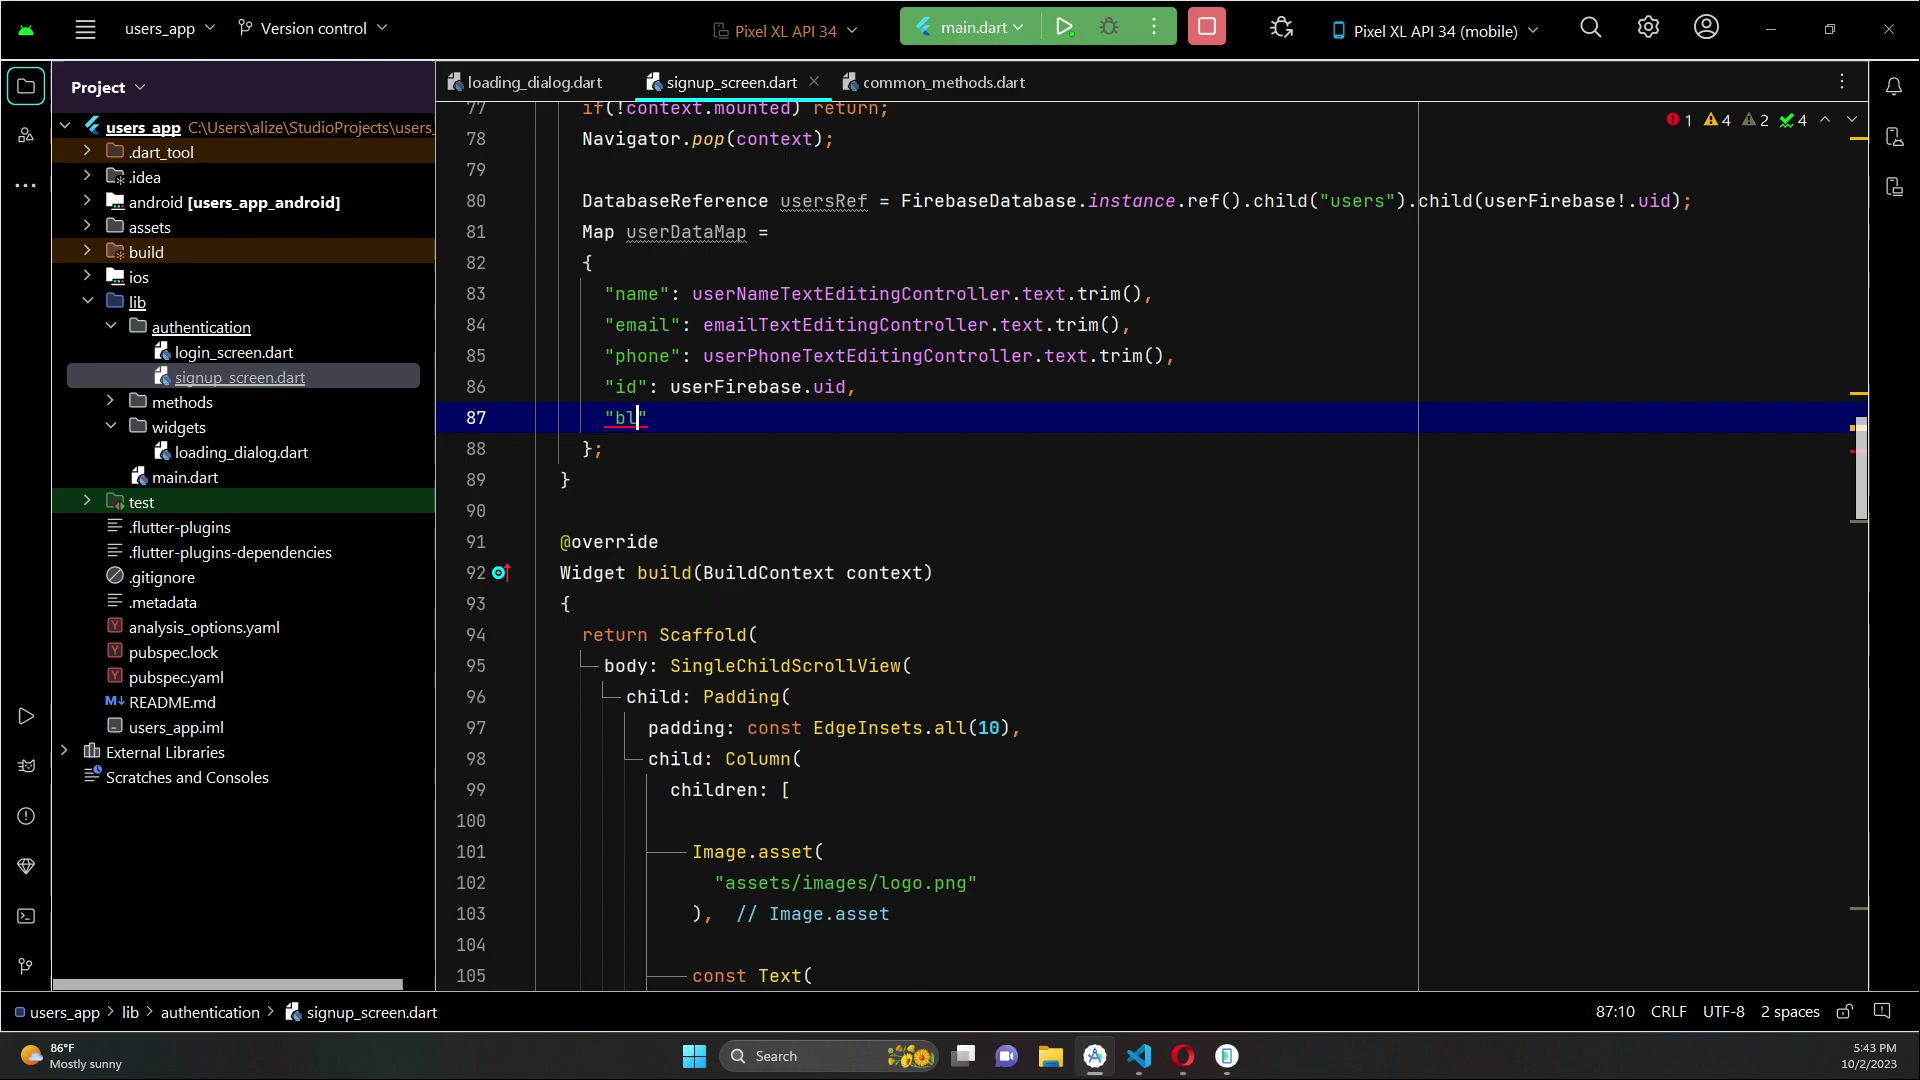 users_app
Version control
Pixel XL API 34
main.dart
Pixel XL API 34 (mobile)
Project
loading_dialog.dart
signup_screen.dart
common_methods.dart
users_app C:\Users\alize\StudioProjects\users_
.dart_tool
.idea
android [users_app_android]
assets
build
ios
lib
authentication
login_screen.dart
signup_screen.dart
methods
widgets
loading_dialog.dart
main.dart
test
.flutter-plugins
.flutter-plugins-dependencies
.gitignore
.metadata
analysis_options.yaml
pubspec.lock
pubspec.yaml
M↓ README.md
users_app.iml
External Libraries
Scratches and Consoles
1 4 2 4
77 if(!context.mounted) return;
78 Navigator.pop(context);
79
80 DatabaseReference usersRef = FirebaseDatabase.instance.ref().child("users").child(userFirebase!.uid);
81 Map userDataMap =
82 {
83 "name": userNameTextEditingController.text.trim(),
84 "email": emailTextEditingController.text.trim(),
85 "phone": userPhoneTextEditingController.text.trim(),
86 "id": userFirebase.uid,
87 "bl"
88 };
89 }
90
91 @override
92 Widget build(BuildContext context)
93 {
94 return Scaffold(
95 body: SingleChildScrollView(
96 child: Padding(
97 padding: const EdgeInsets.all(10),
98 child: Column(
99 children: [
100
101 Image.asset(
102 "assets/images/logo.png"
103 ), // Image.asset
104
105 const Text(
users_app > lib > authentication > signup_screen.dart
87:10 CRLF UTF-8 2 spaces
86°F
Mostly sunny
Search
5:43 PM
10/2/2023